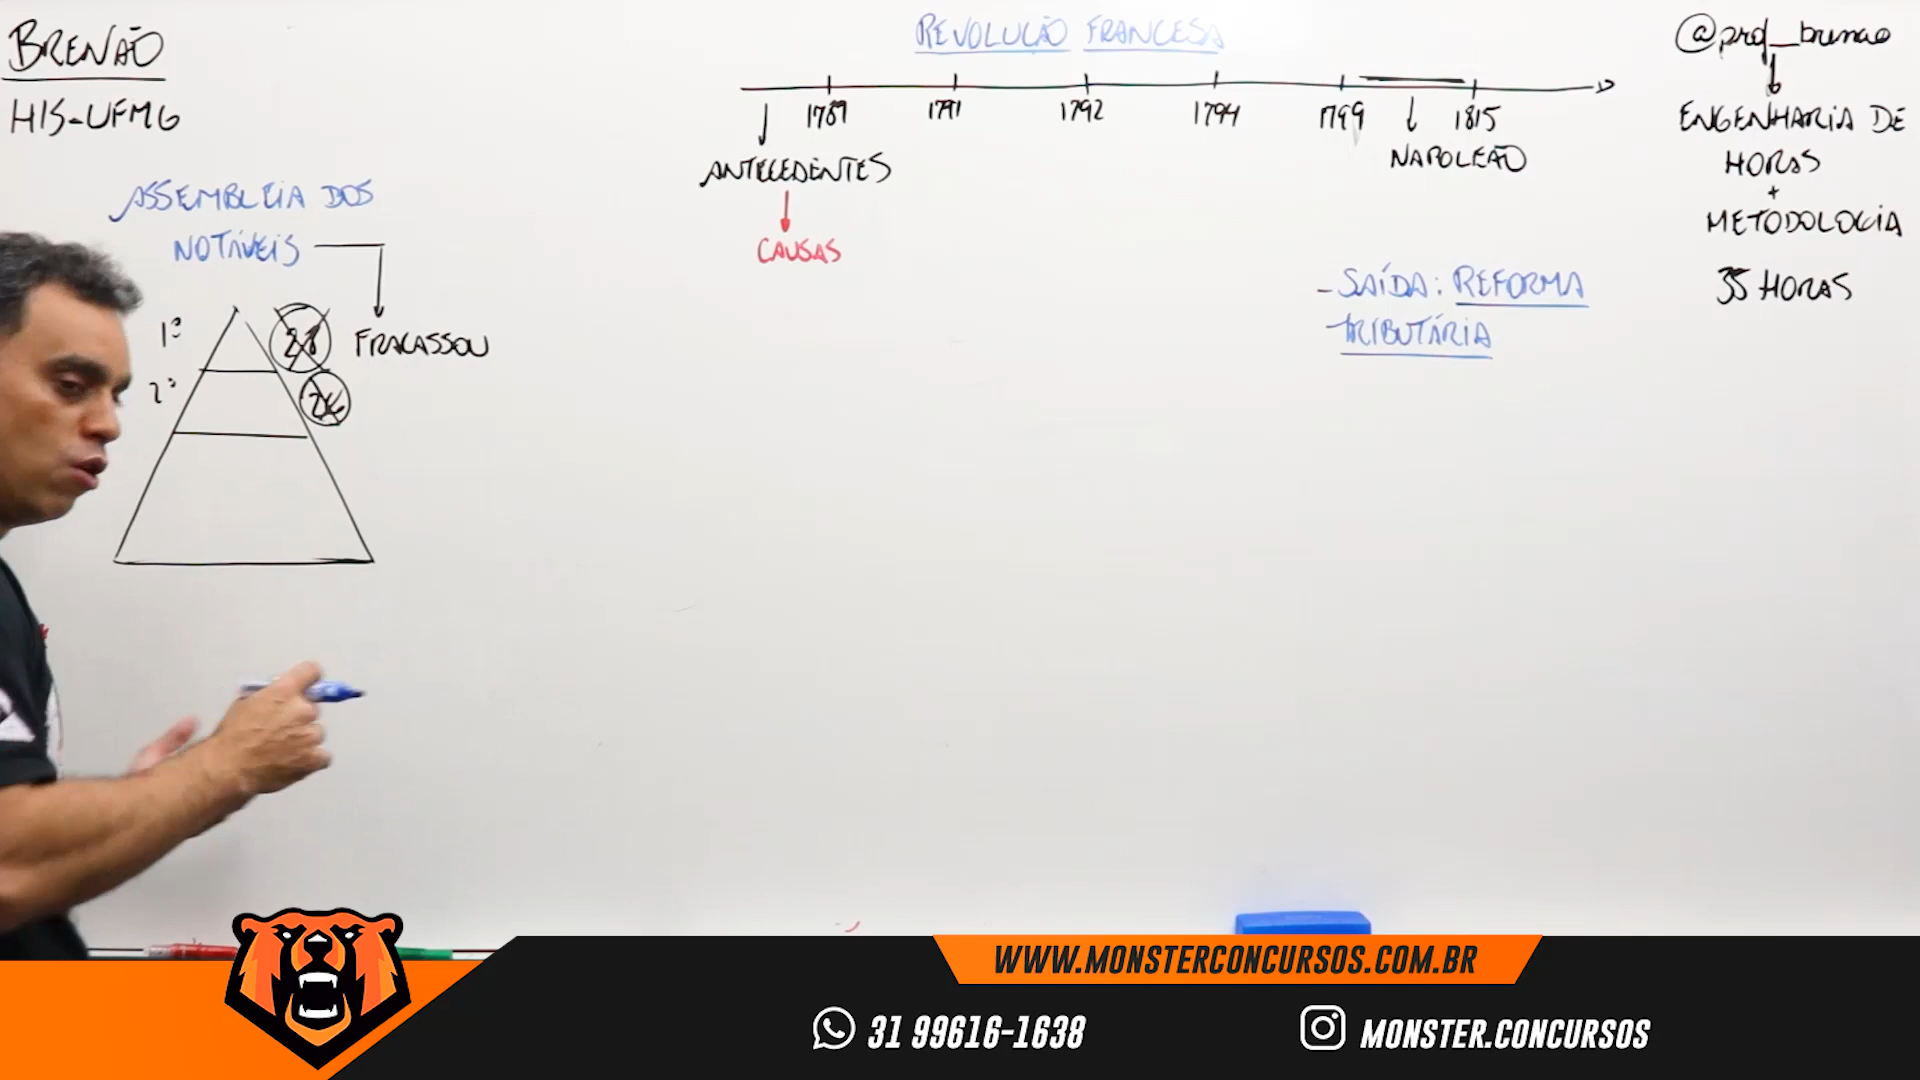 BRENÃO
HIS-UFMG
ASSEMBLEIA DOS
NOTÁVEIS
FRACASSOU
1º
2º
REVOLUÇÃO FRANCESA
1789
1791
1792
1794
1799
1815
ANTECEDENTES
CAUSAS
NAPOLEÃO
- SAÍDA: REFORMA
TRIBUTÁRIA
@prof_brenao
ENGENHARIA DE
HORAS
+
METODOLOGIA
35 HORAS
WWW.MONSTERCONCURSOS.COM.BR
31 99616-1638
MONSTER.CONCURSOS